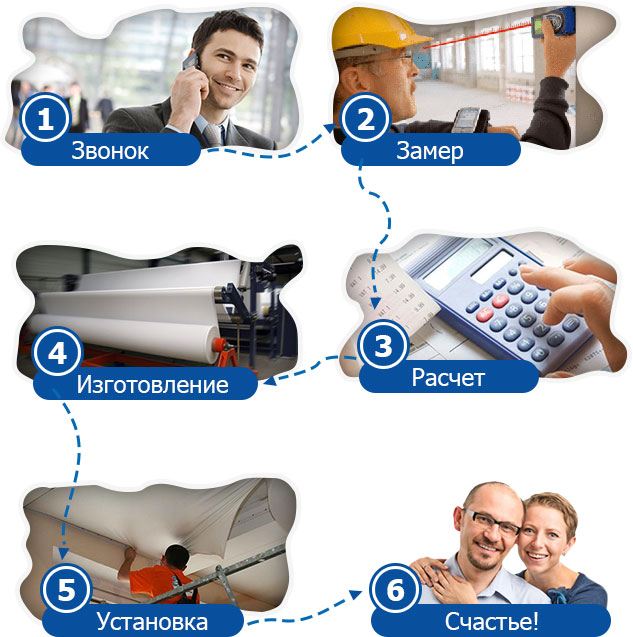 1
Звонок
2
Замер
3
Расчет
4
Изготовление
5
Установка
6
Счастье!